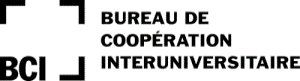 BCI
BUREAU DE
COOPÉRATION
INTERUNIVERSITAIRE